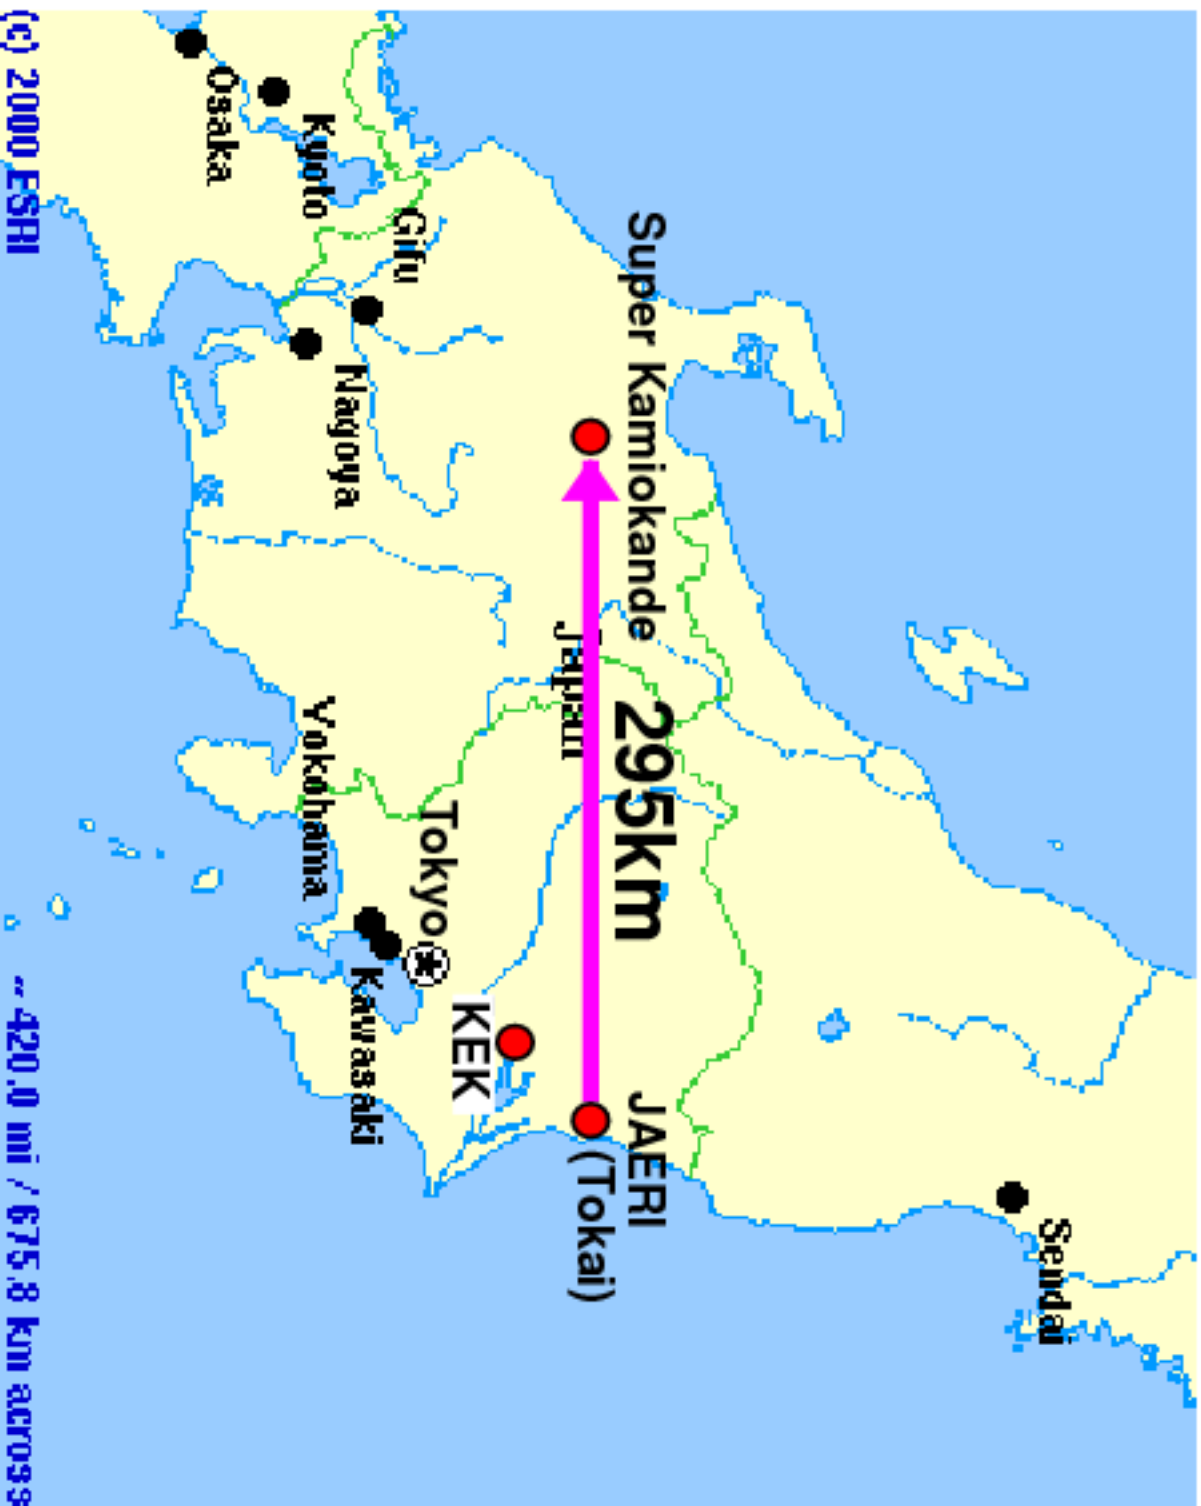 Super Kamiokande
295km
JAERI
(Tokai)
Sendai
Japan
Gifu
Kyoto
Osaka
Nagoya
Tokyo
KEK
Yokohama
Kawasaki
(c) 2000 ESRI
~ 420.0 mi / 675.8 km across